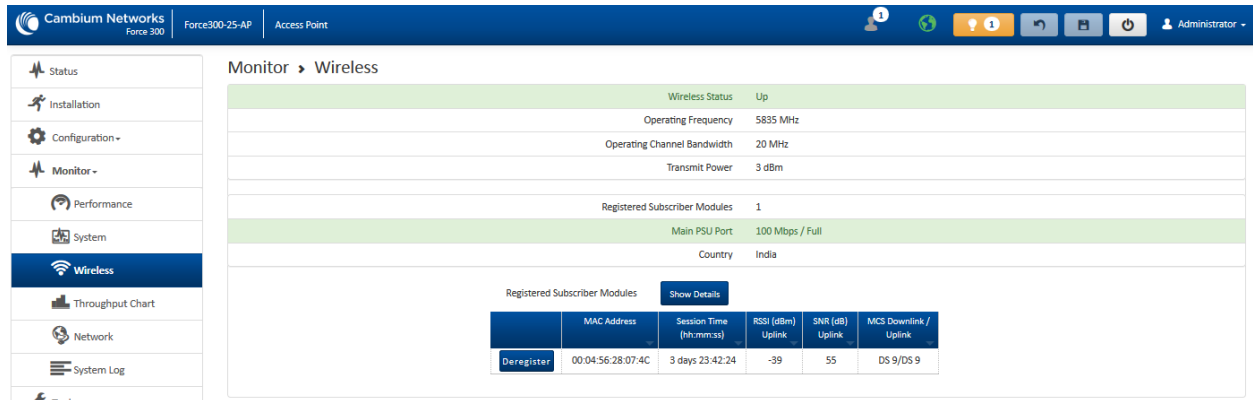 Cambium Networks
Force 300
Force300-25-AP
Access Point
1
1
Administrator
Status
Installation
Configuration
Monitor
Performance
System
Wireless
Throughput Chart
Network
System Log
Monitor › Wireless
Wireless Status Up
Operating Frequency 5835 MHz
Operating Channel Bandwidth 20 MHz
Transmit Power 3 dBm
Registered Subscriber Modules 1
Main PSU Port 100 Mbps / Full
Country India
Registered Subscriber Modules Show Details
MAC Address Session Time (hh:mm:ss) RSSI (dBm) Uplink SNR (dB) Uplink MCS Downlink / Uplink
Deregister 00:04:56:28:07:4C 3 days 23:42:24 -39 55 DS 9/DS 9